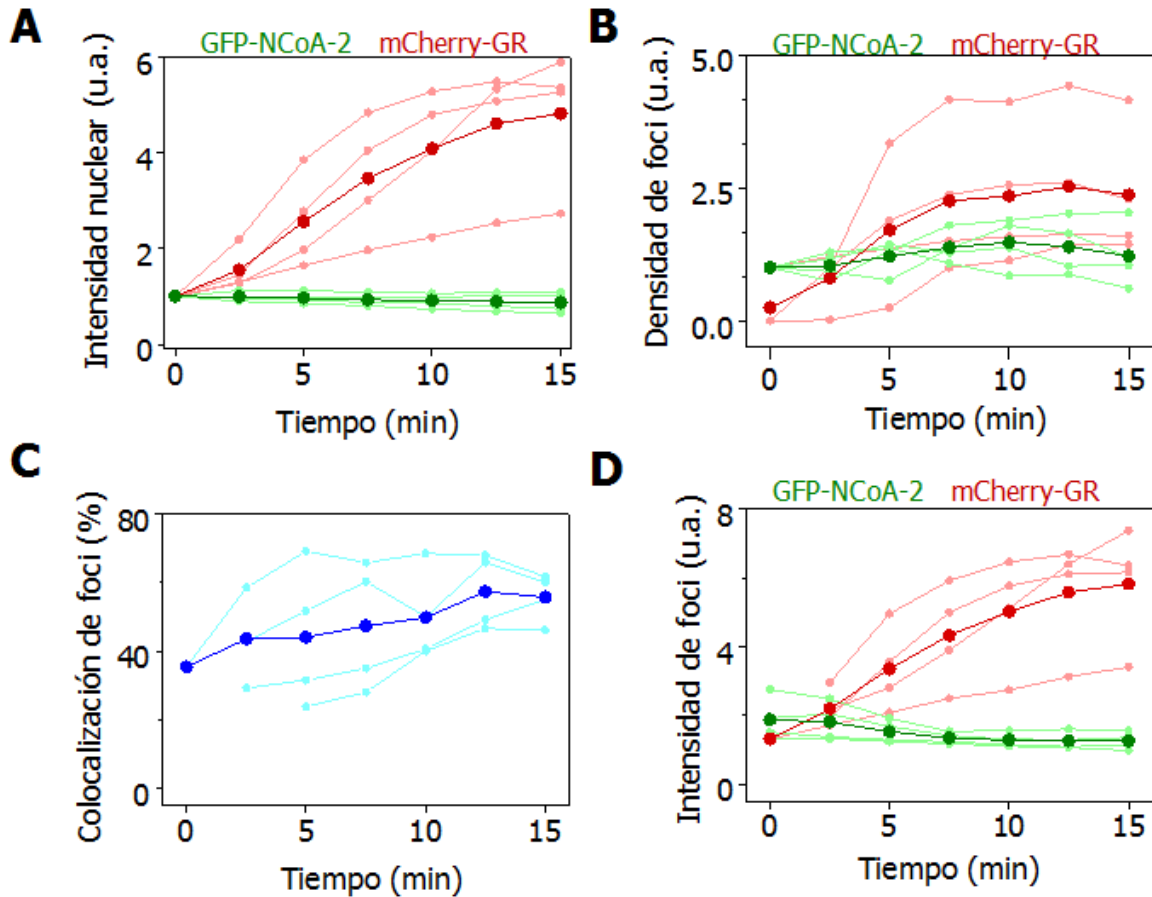 A
GFP-NCoA-2 mCherry-GR
Intensidad nuclear (u.a.)
6
4
2
0
0 5 10 15
Tiempo (min)
B
GFP-NCoA-2 mCherry-GR
Densidad de foci (u.a.)
5.0
2.5
0.0
0 5 10 15
Tiempo (min)
C
Colocalización de foci (%)
80
40
0
0 5 10 15
Tiempo (min)
D
GFP-NCoA-2 mCherry-GR
Intensidad de foci (u.a.)
8
4
0
0 5 10 15
Tiempo (min)